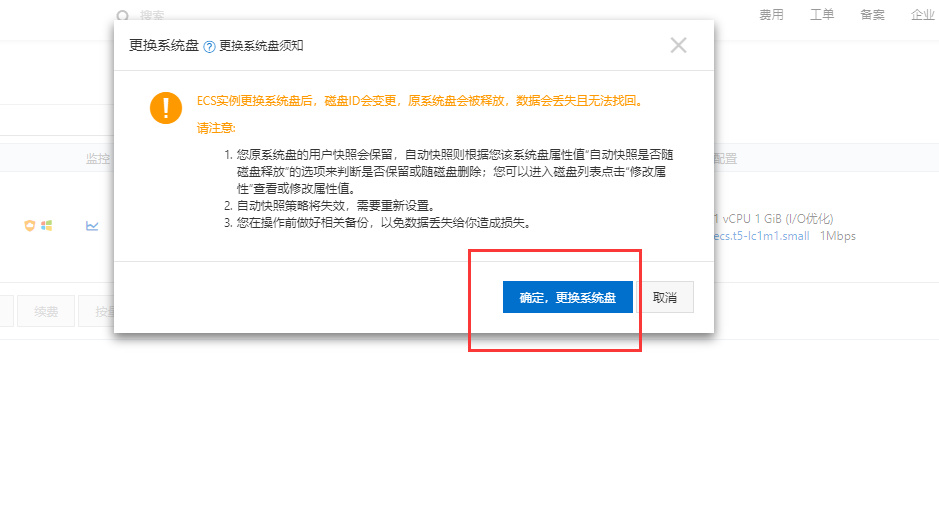 搜索
费用 工单 备案 企业
更换系统盘 ? 更换系统盘须知
ECS实例更换系统盘后，磁盘ID会变更，原系统盘会被释放，数据会丢失且无法找回。
请注意:
1. 您原系统盘的用户快照会保留，自动快照则根据您该系统盘属性值“自动快照是否随
磁盘释放”的选项来判断是否保留或随磁盘删除；您可以进入磁盘列表点击“修改属
性”查看或修改属性值。
2. 自动快照策略将失效，需要重新设置。
3. 您在操作前做好相关备份，以免数据丢失给你造成损失。
监控
配置
1 vCPU 1 GiB (I/O优化)
ecs.t5-lc1m1.small 1Mbps
确定，更换系统盘 取消
续费